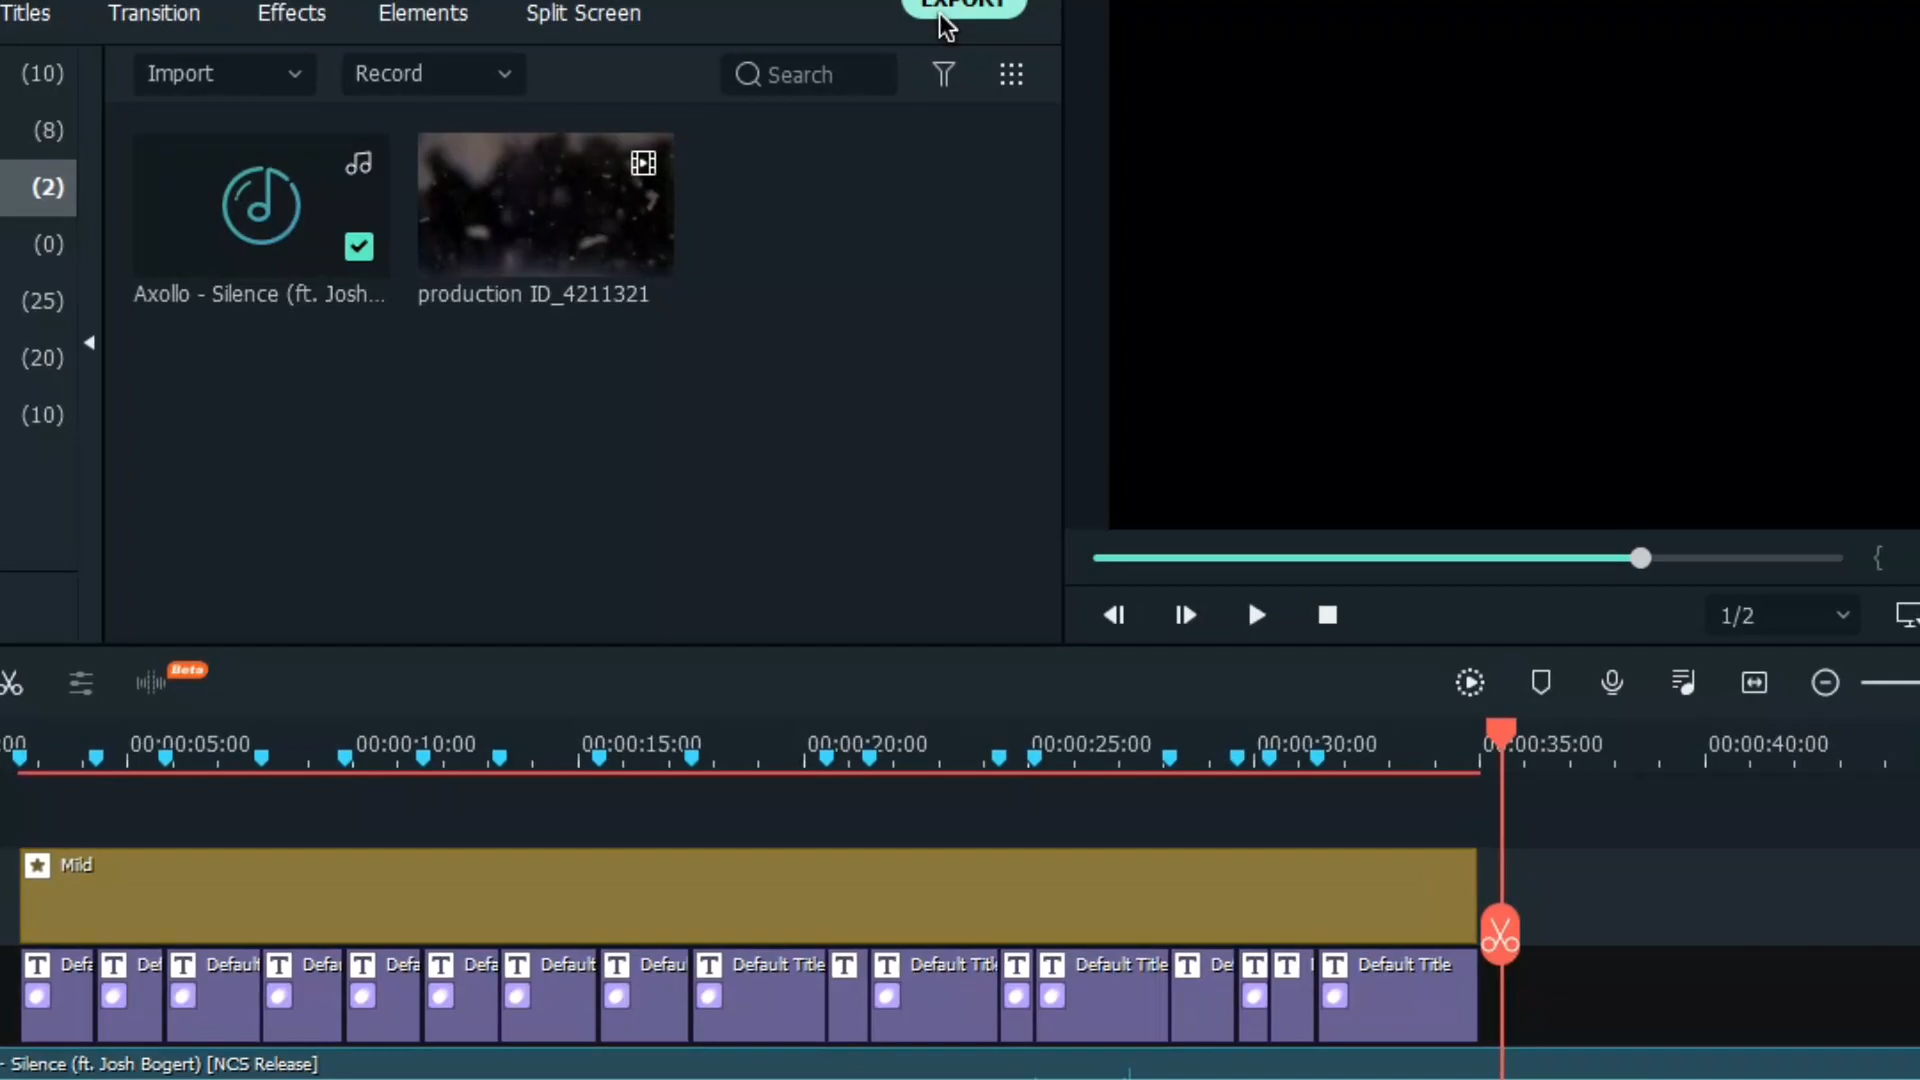 Titles Transition Effects Elements Split Screen EXPORT
(10) Import Record Search
(8)
(2)
(0)
Axollo - Silence (ft. Josh... production ID_4211321
(25)
(20)
(10)
1/2
Beta
:00 00:00:05:00 00:00:10:00 00:00:15:00 00:00:20:00 00:00:25:00 00:00:30:00 00:00:35:00 00:00:40:00
Mild
T Defa T Def T Default T Defau T Defa T Defa T Default T Defau T Default Title T T Default Title T T Default Title T De T T T Default Title
- Silence (ft. Josh Bogert) [NCS Release]